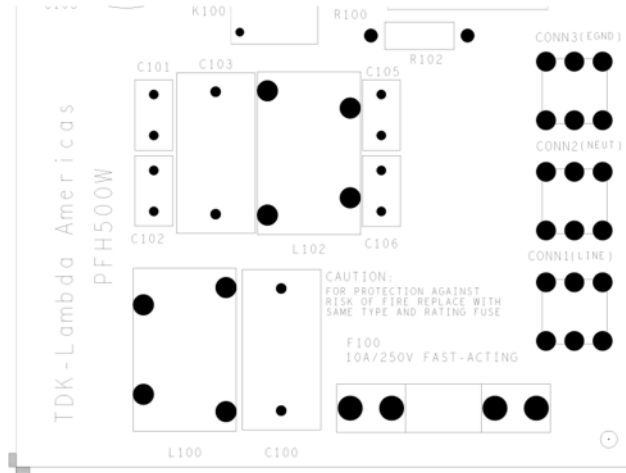 K100
R100
R102
CONN3(EGND)
C101
C103
C105
TDK-Lambda Americas
PFH500W
CONN2(NEUT)
C102
L102
C106
CONN1(LINE)
CAUTION:
FOR PROTECTION AGAINST
RISK OF FIRE REPLACE WITH
SAME TYPE AND RATING FUSE
F100
10A/250V FAST-ACTING
L100
C100